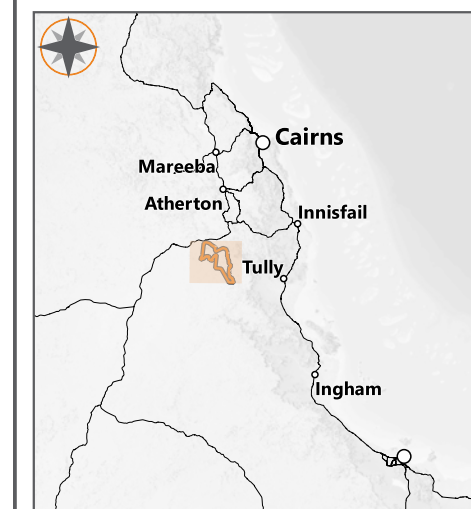 Cairns
Mareeba
Atherton
Innisfail
Tully
Ingham